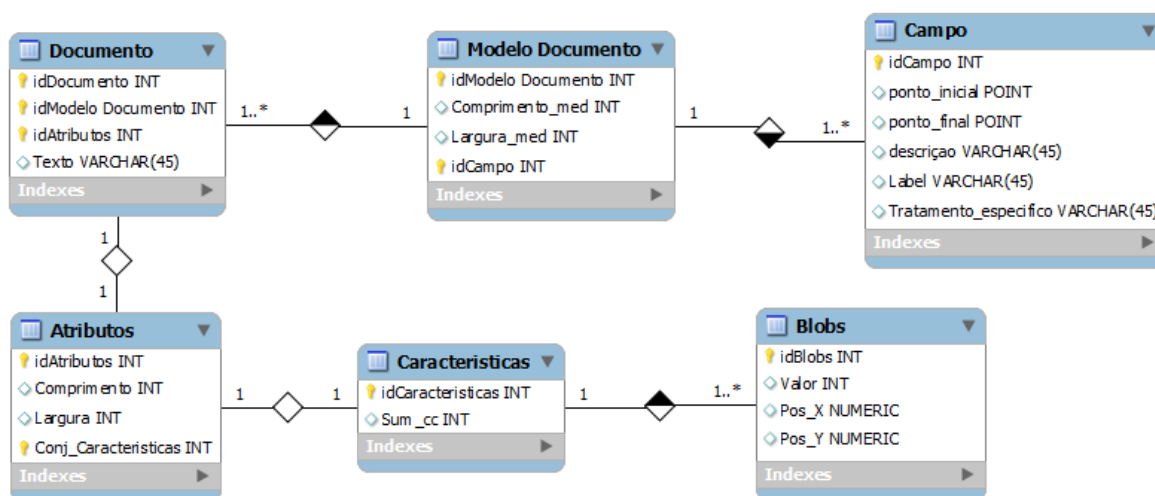 Documento
idDocumento INT
idModelo Documento INT
idAtributos INT
Texto VARCHAR(45)
Indexes
1..*
1
Modelo Documento
idModelo Documento INT
Comprimento_med INT
Largura_med INT
idCampo INT
Indexes
1
1..*
Campo
idCampo INT
ponto_inicial POINT
ponto_final POINT
descriçao VARCHAR(45)
Label VARCHAR(45)
Tratamento_especifico VARCHAR(45)
Indexes
1
1
Atributos
idAtributos INT
Comprimento INT
Largura INT
Conj_Caracteristicas INT
Indexes
1
1
Caracteristicas
idCaracteristicas INT
Sum_cc INT
Indexes
1
1..*
Blobs
idBlobs INT
Valor INT
Pos_X NUMERIC
Pos_Y NUMERIC
Indexes